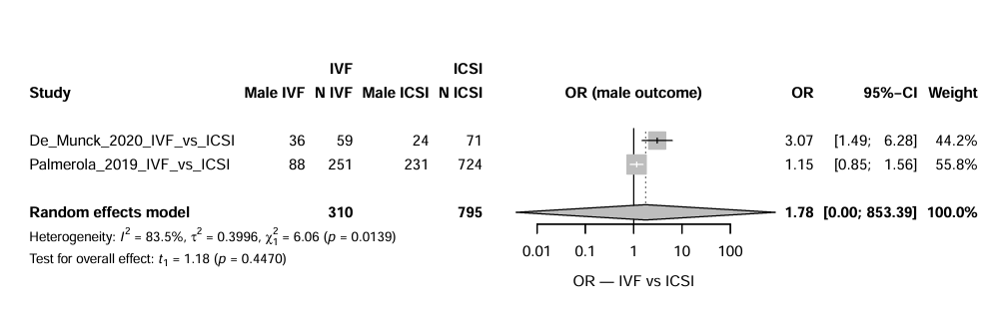 IVF ICSI
Study Male IVF N IVF Male ICSI N ICSI OR (male outcome) OR 95%−CI Weight
De_Munck_2020_IVF_vs_ICSI 36 59 24 71 3.07 [1.49; 6.28] 44.2%
Palmerola_2019_IVF_vs_ICSI 88 251 231 724 1.15 [0.85; 1.56] 55.8%
Random effects model 310 795 1.78 [0.00; 853.39] 100.0%
Heterogeneity: I² = 83.5%, τ² = 0.3996, χ²₁ = 6.06 (p = 0.0139)
Test for overall effect: t₁ = 1.18 (p = 0.4470)
0.01 0.1 1 10 100
OR — IVF vs ICSI